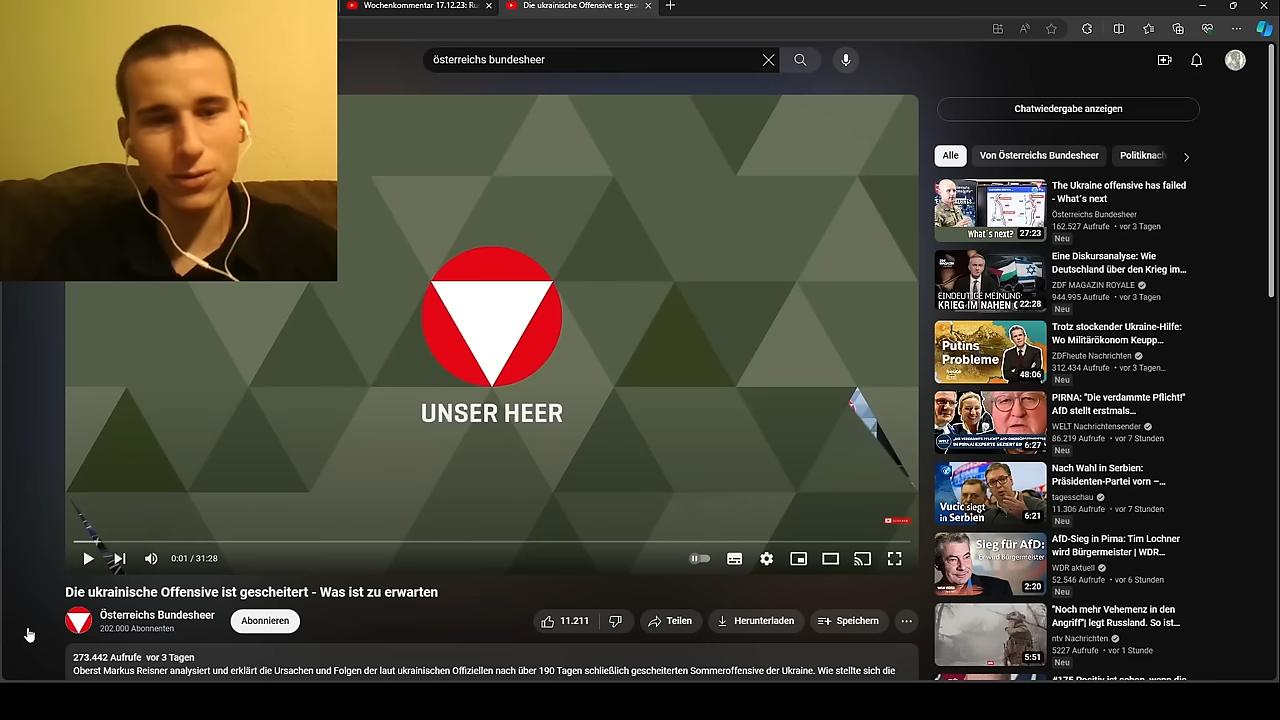 Wochenkommentar 17.12.23: Ru
Die ukrainische Offensive ist ges
österreichs bundesheer
Chatwiedergabe anzeigen
Alle
Von Österreichs Bundesheer
Politiknach
UNSER HEER
0:01 / 31:28
Die ukrainische Offensive ist gescheitert - Was ist zu erwarten
Österreichs Bundesheer
202.000 Abonnenten
Abonnieren
11.211
Teilen
Herunterladen
Speichern
273.442 Aufrufe vor 3 Tagen
Oberst Markus Reisner analysiert und erklärt die Ursachen und Folgen der laut ukrainischen Offiziellen nach über 190 Tagen schließlich gescheiterten Sommeroffensive der Ukraine. Wie stellte sich die
What´s next?
27:23
The Ukraine offensive has failed
- What´s next
Österreichs Bundesheer
162.527 Aufrufe • vor 3 Tagen
Neu
EINDEUTIGE MEINUNG
KRIEG IM NAHEN
22:28
Eine Diskursanalyse: Wie
Deutschland über den Krieg im...
ZDF MAGAZIN ROYALE
944.995 Aufrufe • vor 3 Tagen
Neu
Putins
Probleme
48:06
Trotz stockender Ukraine-Hilfe:
Wo Militärökonom Keupp...
ZDFheute Nachrichten
312.434 Aufrufe • vor 3 Tagen...
Neu
6:27
PIRNA: "Die verdammte Pflicht!"
AfD stellt erstmals...
WELT Nachrichtensender
86.219 Aufrufe • vor 7 Stunden
Neu
Vucic siegt
in Serbien
6:21
Nach Wahl in Serbien:
Präsidenten-Partei vorn –...
tagesschau
11.306 Aufrufe • vor 7 Stunden
Neu
Sieg für AfD:
Er wird Bürgermeister
2:20
AfD-Sieg in Pirna: Tim Lochner
wird Bürgermeister | WDR...
WDR aktuell
52.546 Aufrufe • vor 6 Stunden
Neu
5:51
"Noch mehr Vehemenz in den
Angriff"| legt Russland. So ist...
ntv Nachrichten
5227 Aufrufe • vor 1 Stunde
Neu